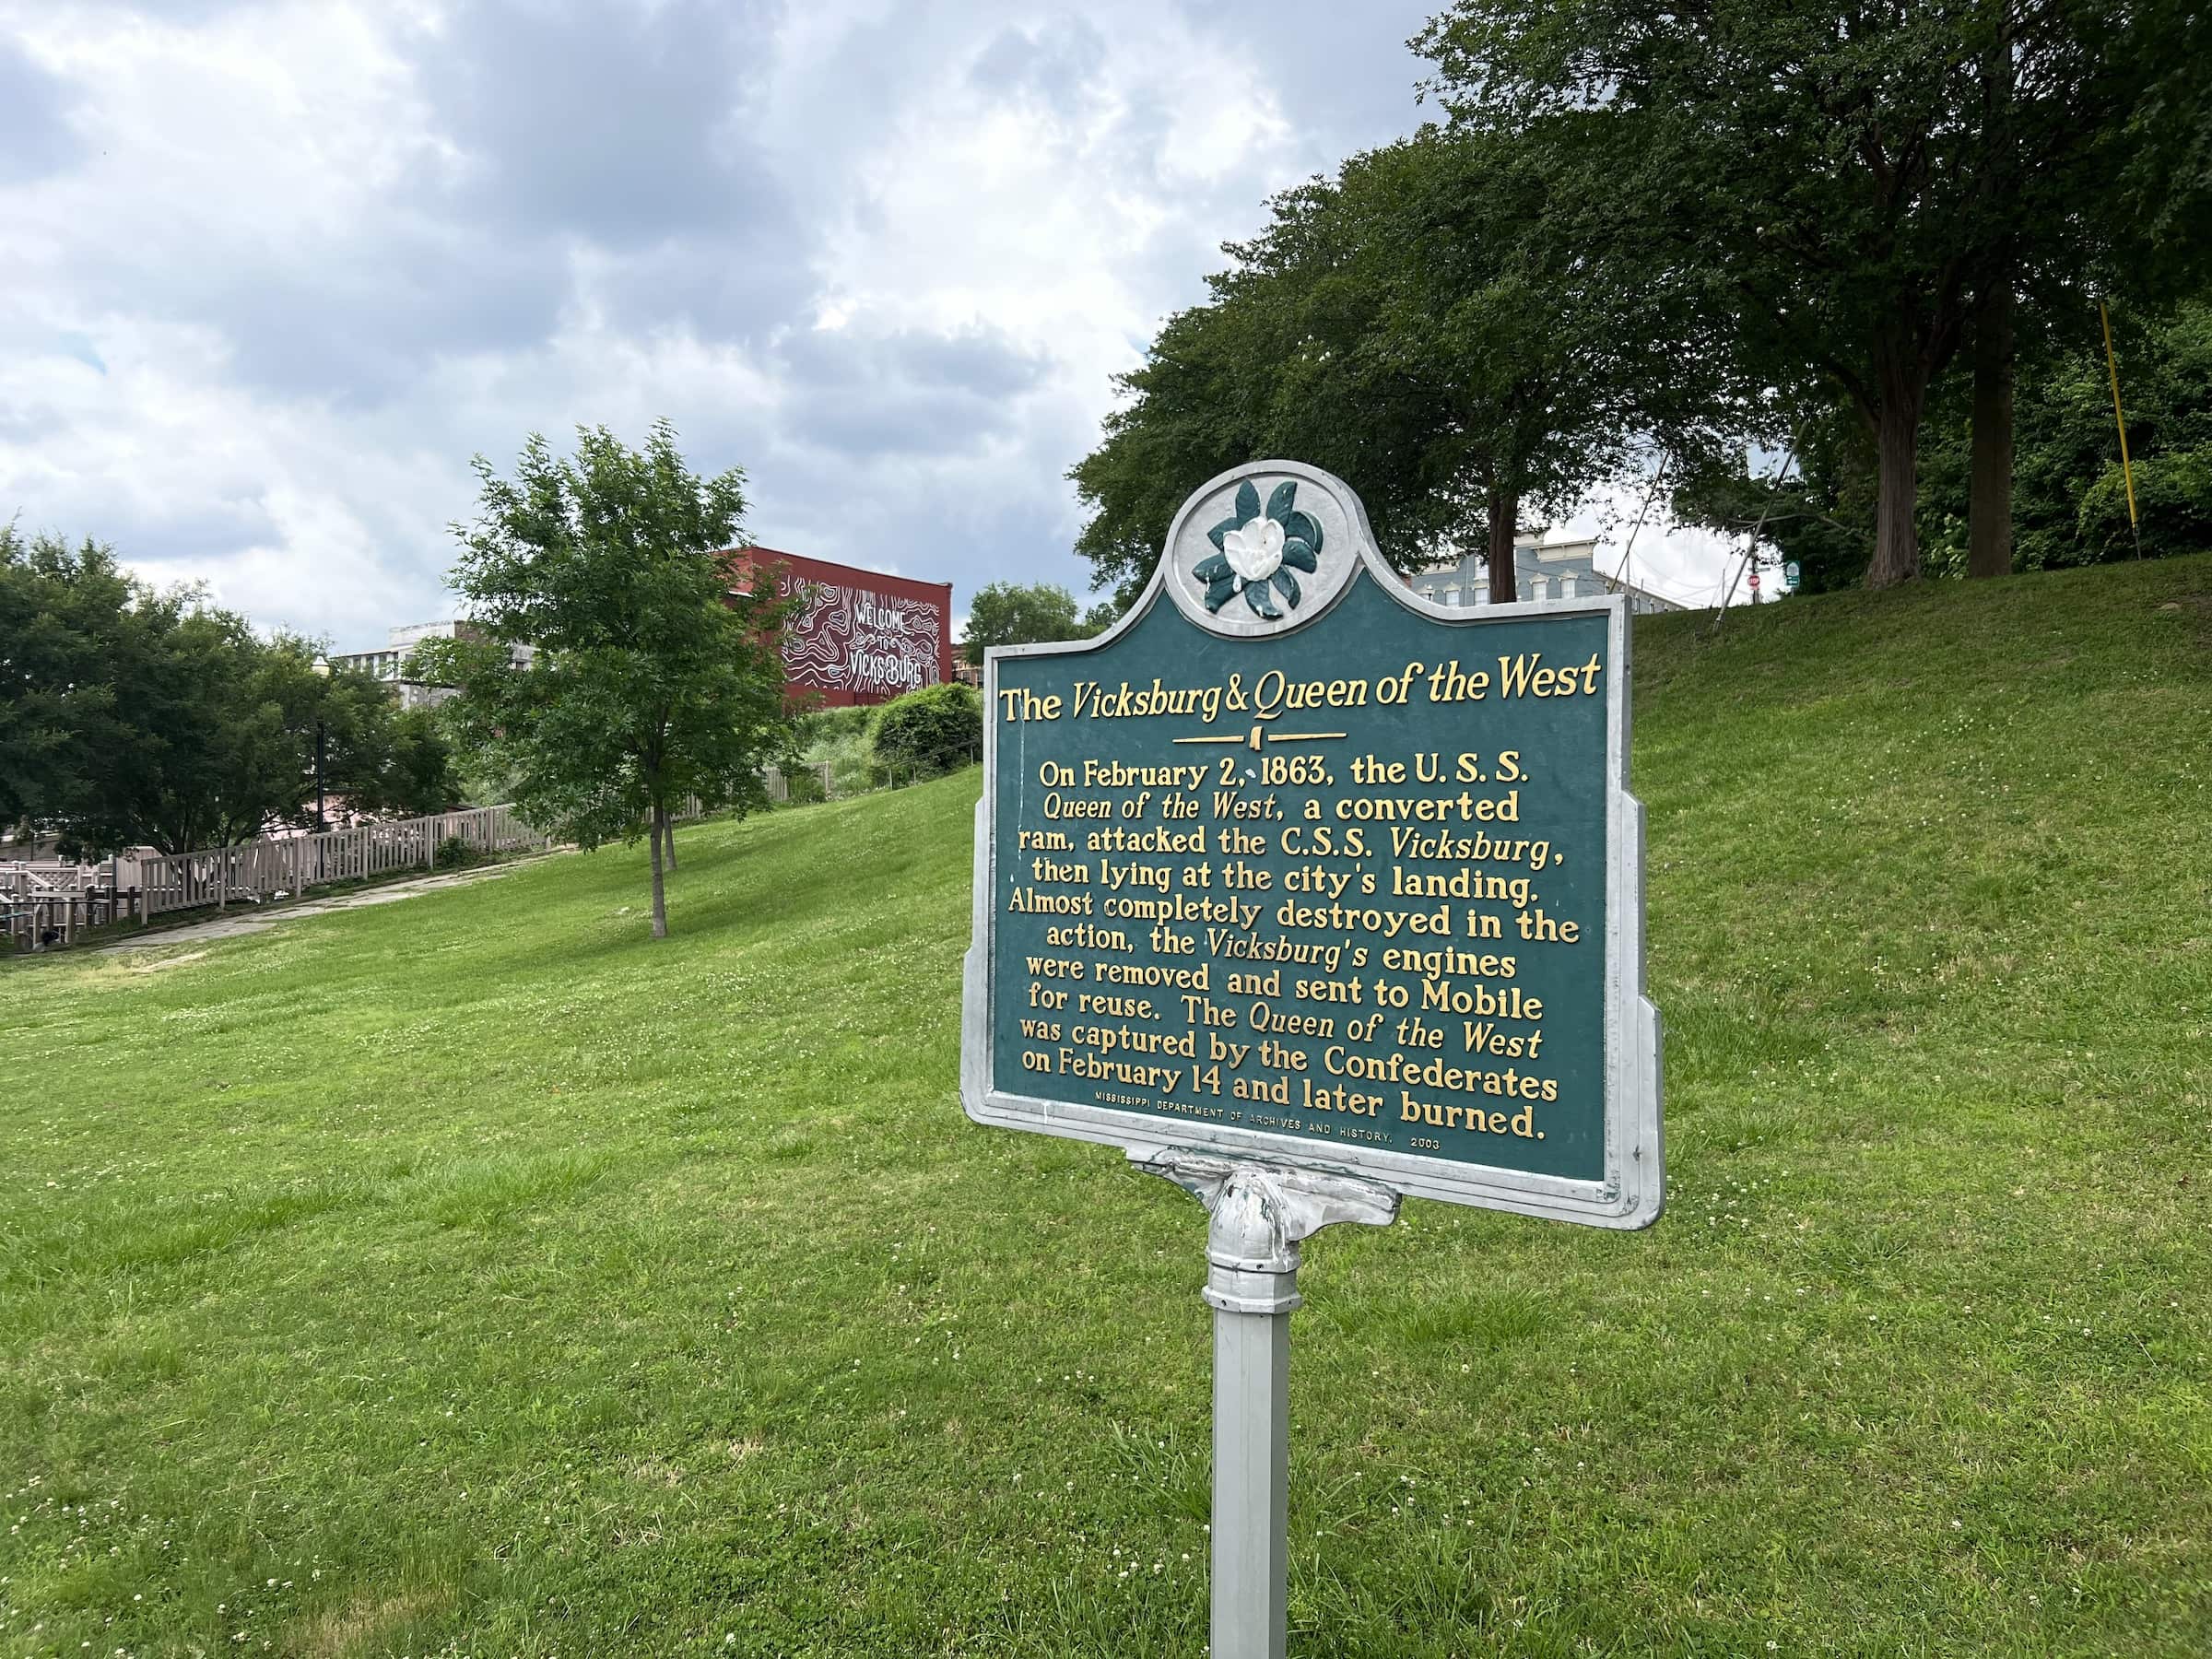 WELCOME
TO
VICKSBURG
The Vicksburg & Queen of the West
On February 2, 1863, the U. S. S.
Queen of the West, a converted
ram, attacked the C.S.S. Vicksburg,
then lying at the city's landing.
Almost completely destroyed in the
action, the Vicksburg's engines
were removed and sent to Mobile
for reuse. The Queen of the West
was captured by the Confederates
on February 14 and later burned.
MISSISSIPPI DEPARTMENT OF ARCHIVES AND HISTORY. 2003
STOP